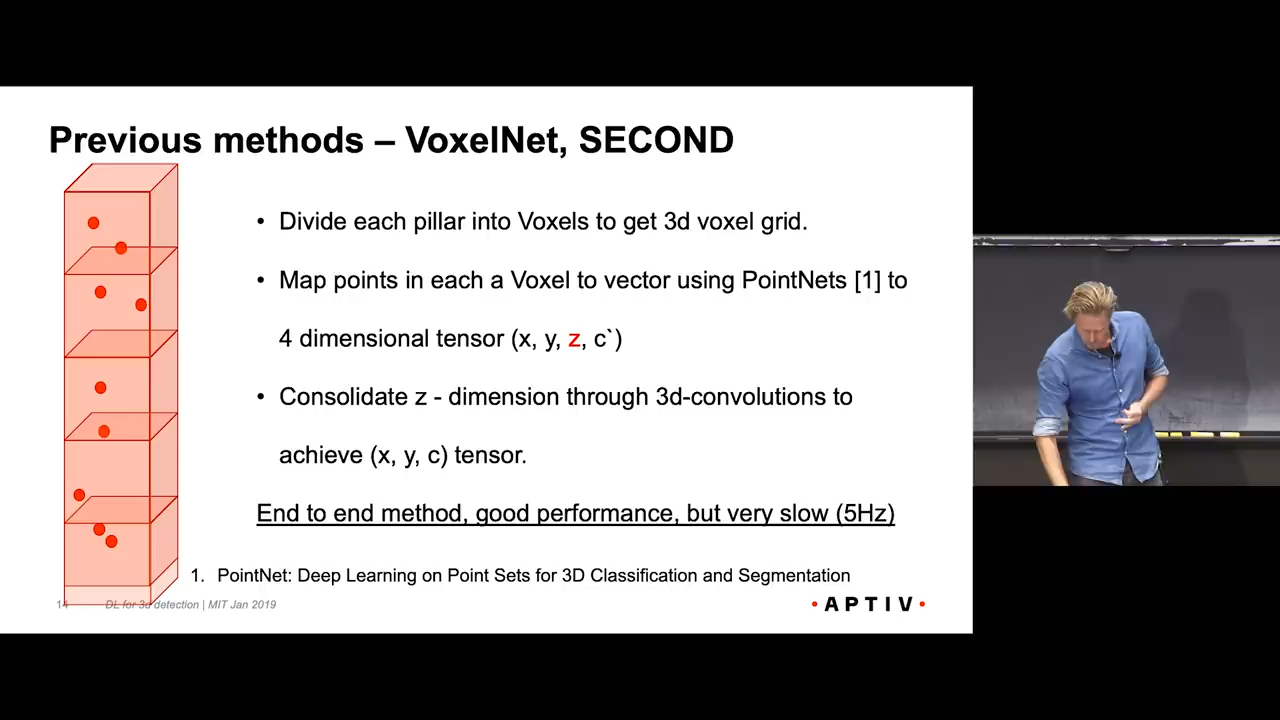 Previous methods – VoxelNet, SECOND
• Divide each pillar into Voxels to get 3d voxel grid.
• Map points in each a Voxel to vector using PointNets [1] to
4 dimensional tensor (x, y, z, c`)
• Consolidate z - dimension through 3d-convolutions to
achieve (x, y, c) tensor.
End to end method, good performance, but very slow (5Hz)
1. PointNet: Deep Learning on Point Sets for 3D Classification and Segmentation
14 DL for 3d detection | MIT Jan 2019
• APTIV •